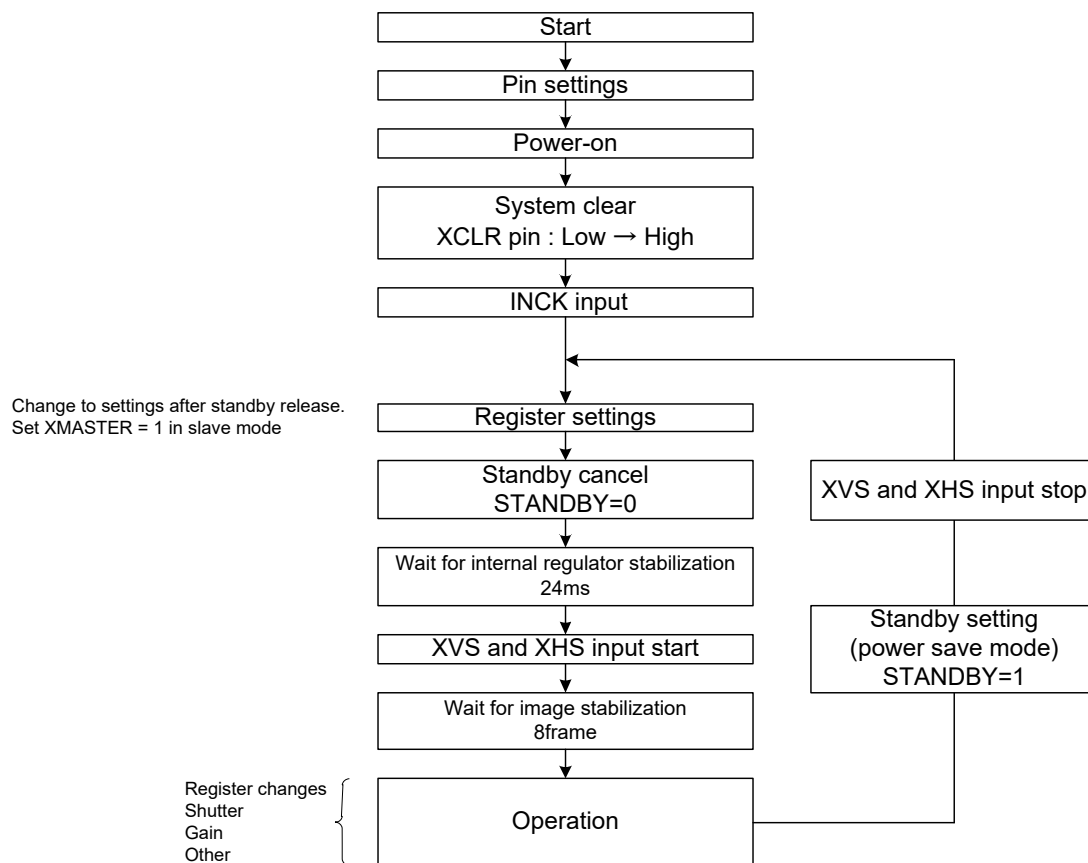 Start
Pin settings
Power-on
System clear
XCLR pin : Low → High
INCK input
Change to settings after standby release.
Set XMASTER = 1 in slave mode
Register settings
Standby cancel
STANDBY=0
Wait for internal regulator stabilization
24ms
XVS and XHS input start
Wait for image stabilization
8frame
Register changes
Shutter
Gain
Other
Operation
XVS and XHS input stop
Standby setting
(power save mode)
STANDBY=1